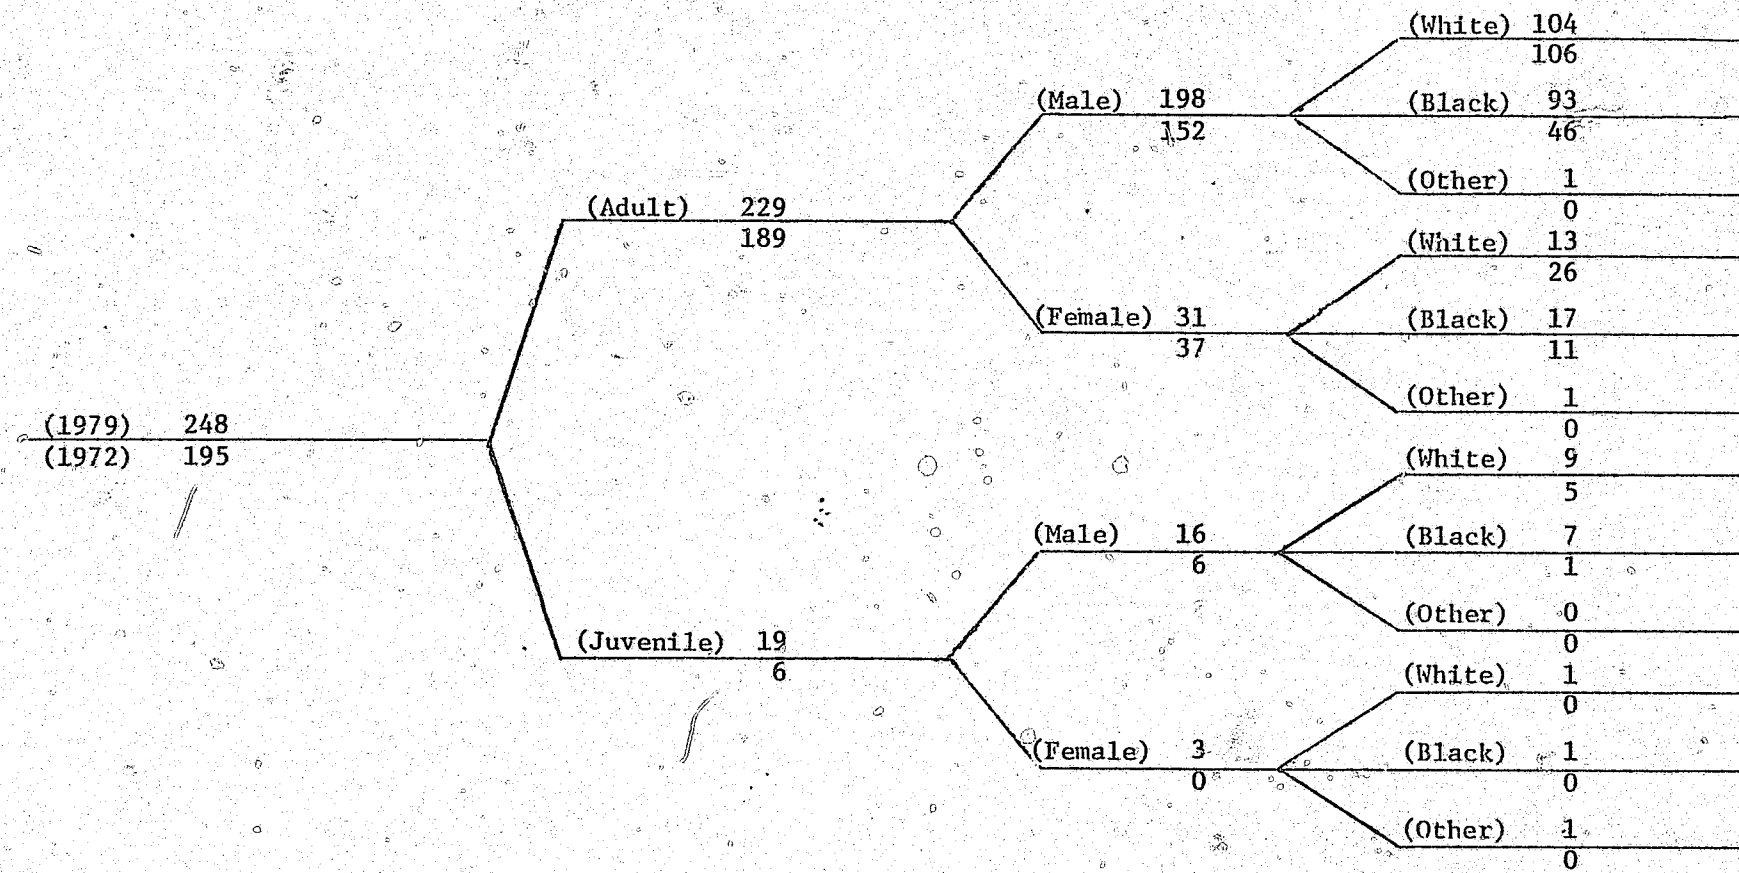 (White) 104
106
(Male) 198
152
(Black) 93
46
(Other) 1
0
(Adult) 229
189
(White) 13
26
(Female) 31
37
(Black) 17
11
(Other) 1
0
(1979) 248
(1972) 195
(White) 9
5
(Male) 16
6
(Black) 7
1
(Other) 0
0
(Juvenile) 19
6
(White) 1
0
(Female) 3
0
(Black) 1
0
(Other) 1
0